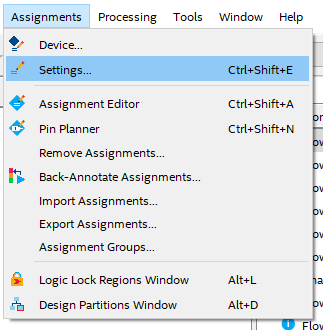 Assignments Processing Tools Window Help
Device...
Settings... Ctrl+Shift+E
Assignment Editor Ctrl+Shift+A
Pin Planner Ctrl+Shift+N
Remove Assignments...
Back-Annotate Assignments...
Import Assignments...
Export Assignments...
Assignment Groups...
Logic Lock Regions Window Alt+L
Design Partitions Window Alt+D
Flow